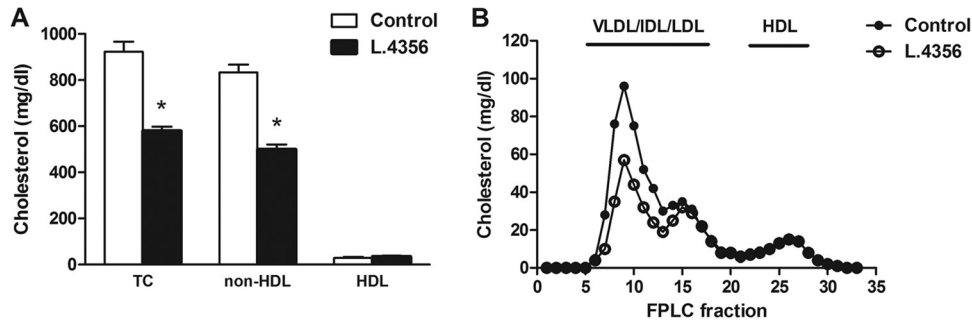 A
Control
L.4356
Cholesterol (mg/dl)
1000
800
600
400
200
0
*
*
TC
non-HDL
HDL
B
VLDL/IDL/LDL
HDL
Control
L.4356
Cholesterol (mg/dl)
120
100
80
60
40
20
0
0 5 10 15 20 25 30 35
FPLC fraction